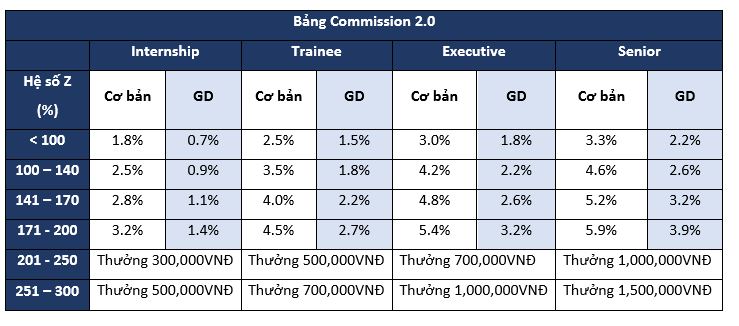 Bảng Commission 2.0
Internship Trainee Executive Senior
Hệ số Z
(%)
Cơ bản GD Cơ bản GD Cơ bản GD Cơ bản GD
< 100 1.8% 0.7% 2.5% 1.5% 3.0% 1.8% 3.3% 2.2%
100 – 140 2.5% 0.9% 3.5% 1.8% 4.2% 2.2% 4.6% 2.6%
141 – 170 2.8% 1.1% 4.0% 2.2% 4.8% 2.6% 5.2% 3.2%
171 - 200 3.2% 1.4% 4.5% 2.7% 5.4% 3.2% 5.9% 3.9%
201 - 250 Thưởng 300,000VNĐ Thưởng 500,000VNĐ Thưởng 700,000VNĐ Thưởng 1,000,000VNĐ
251 – 300 Thưởng 500,000VNĐ Thưởng 700,000VNĐ Thưởng 1,000,000VNĐ Thưởng 1,500,000VNĐ